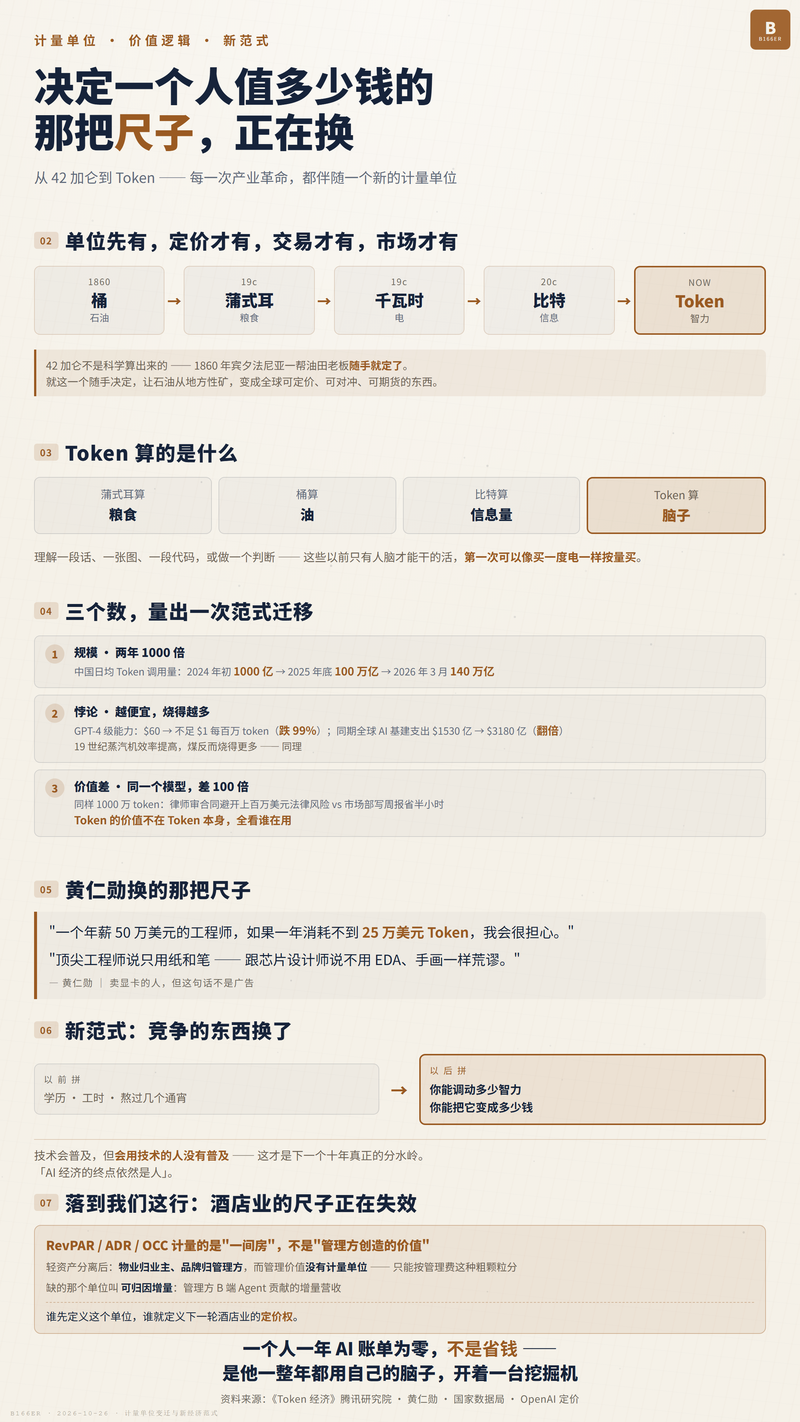 B
B166ER
计量单位 • 价值逻辑 • 新范式
决定一个人值多少钱的
那把尺子，正在换
从 42 加仑到 Token —— 每一次产业革命，都伴随一个新的计量单位
02 单位先有，定价才有，交易才有，市场才有
1860
桶
石油
→
19c
蒲式耳
粮食
→
19c
千瓦时
电
→
20c
比特
信息
→
NOW
Token
智力
42 加仑不是科学算出来的 —— 1860 年宾夕法尼亚一帮油田老板随手就定了。
就这一个随手决定，让石油从地方性矿，变成全球可定价、可对冲、可期货的东西。
03 Token 算的是什么
蒲式耳算
粮食
桶算
油
比特算
信息量
Token 算
脑子
理解一段话、一张图、一段代码，或做一个判断 —— 这些以前只有人脑才能干的活，第一次可以像买一度电一样按量买。
04 三个数，量出一次范式迁移
1 规模 • 两年 1000 倍
中国日均 Token 调用量：2024 年初 1000 亿 → 2025 年底 100 万亿 → 2026 年 3 月 140 万亿
2 悖论 • 越便宜，烧得越多
GPT-4 级能力：$60 → 不足 $1 每百万 token（跌 99%）；同期全球 AI 基建支出 $1530 亿 → $3180 亿（翻倍）
19 世纪蒸汽机效率提高，煤反而烧得更多 —— 同理
3 价值差 • 同一个模型，差 100 倍
同样 1000 万 token：律师审合同避开上百万美元法律风险 vs 市场部写周报省半小时
Token 的价值不在 Token 本身，全看谁在用
05 黄仁勋换的那把尺子
"一个年薪 50 万美元的工程师，如果一年消耗不到 25 万美元 Token，我会很担心。"
"顶尖工程师说只用纸和笔 —— 跟芯片设计师说不用 EDA、手画一样荒谬。"
— 黄仁勋 ｜ 卖显卡的人，但这句话不是广告
06 新范式：竞争的东西换了
以前拼
学历 • 工时 • 熬过几个通宵
→
以后拼
你能调动多少智力
你能把它变成多少钱
技术会普及，但会用技术的人没有普及 —— 这才是下一个十年真正的分水岭。
「AI 经济的终点依然是人」。
07 落到我们这行：酒店业的尺子正在失效
RevPAR / ADR / OCC 计量的是"一间房"，不是"管理方创造的价值"
轻资产分离后：物业归业主、品牌归管理方，而管理价值没有计量单位 —— 只能按管理费这种粗颗粒分
缺的那个单位叫 可归因增量：管理方 B 端 Agent 贡献的增量营收
谁先定义这个单位，谁就定义下一轮酒店业的定价权。
一个人一年 AI 账单为零，不是省钱 ——
是他一整年都用自己的脑子，开着一台挖掘机
资料来源：《Token 经济》腾讯研究院 • 黄仁勋 • 国家数据局 • OpenAI 定价
B166ER · 2026-10-26 · 计量单位变迁与新经济范式